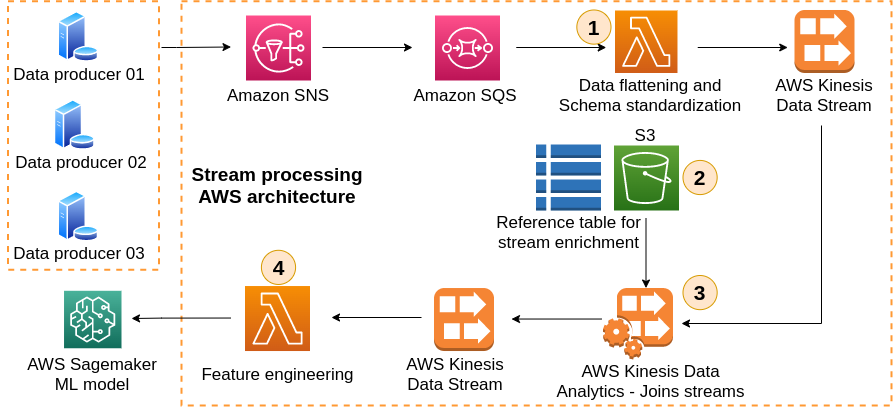 1
Data producer 01
Amazon SNS
Amazon SQS
Data flattening and
Schema standardization
AWS Kinesis
Data Stream
Data producer 02
Stream processing
AWS architecture
S3
2
Reference table for
stream enrichment
Data producer 03
4
3
AWS Sagemaker
ML model
Feature engineering
AWS Kinesis
Data Stream
AWS Kinesis Data
Analytics - Joins streams